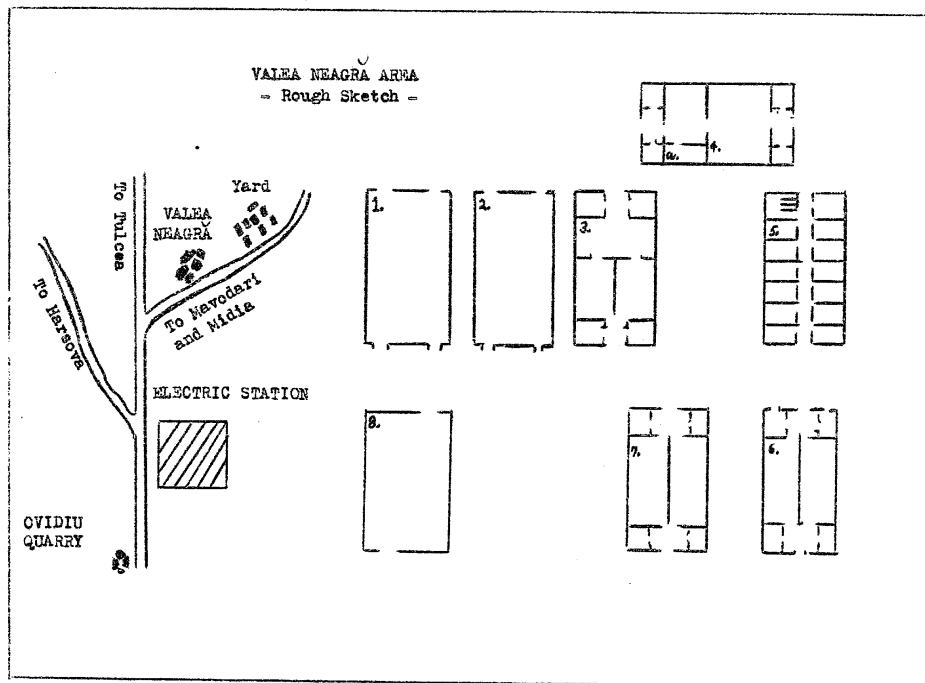 VALEA NEAGRĂ AREA
- Rough Sketch -
4.
a.
To Tulcea
Yard
VALEA
NEAGRĂ
1.
2.
3.
5.
To Harsova
To Mavodari
and Midia
ELECTRIC STATION
8.
7.
6.
OVIDIU
QUARRY